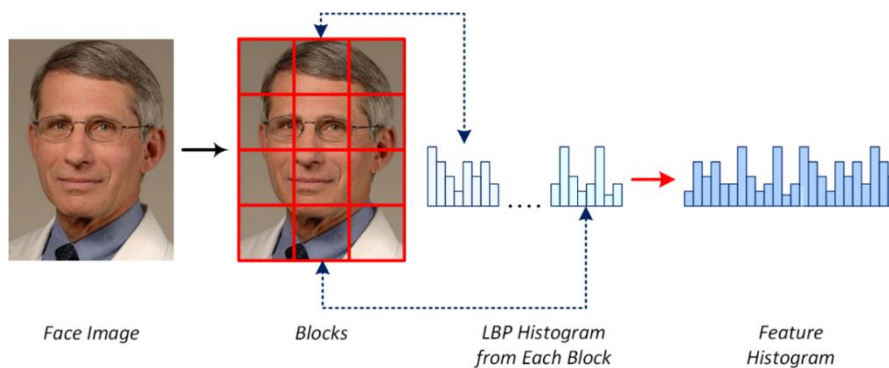 Face Image
Blocks
LBP Histogram
from Each Block
Feature
Histogram